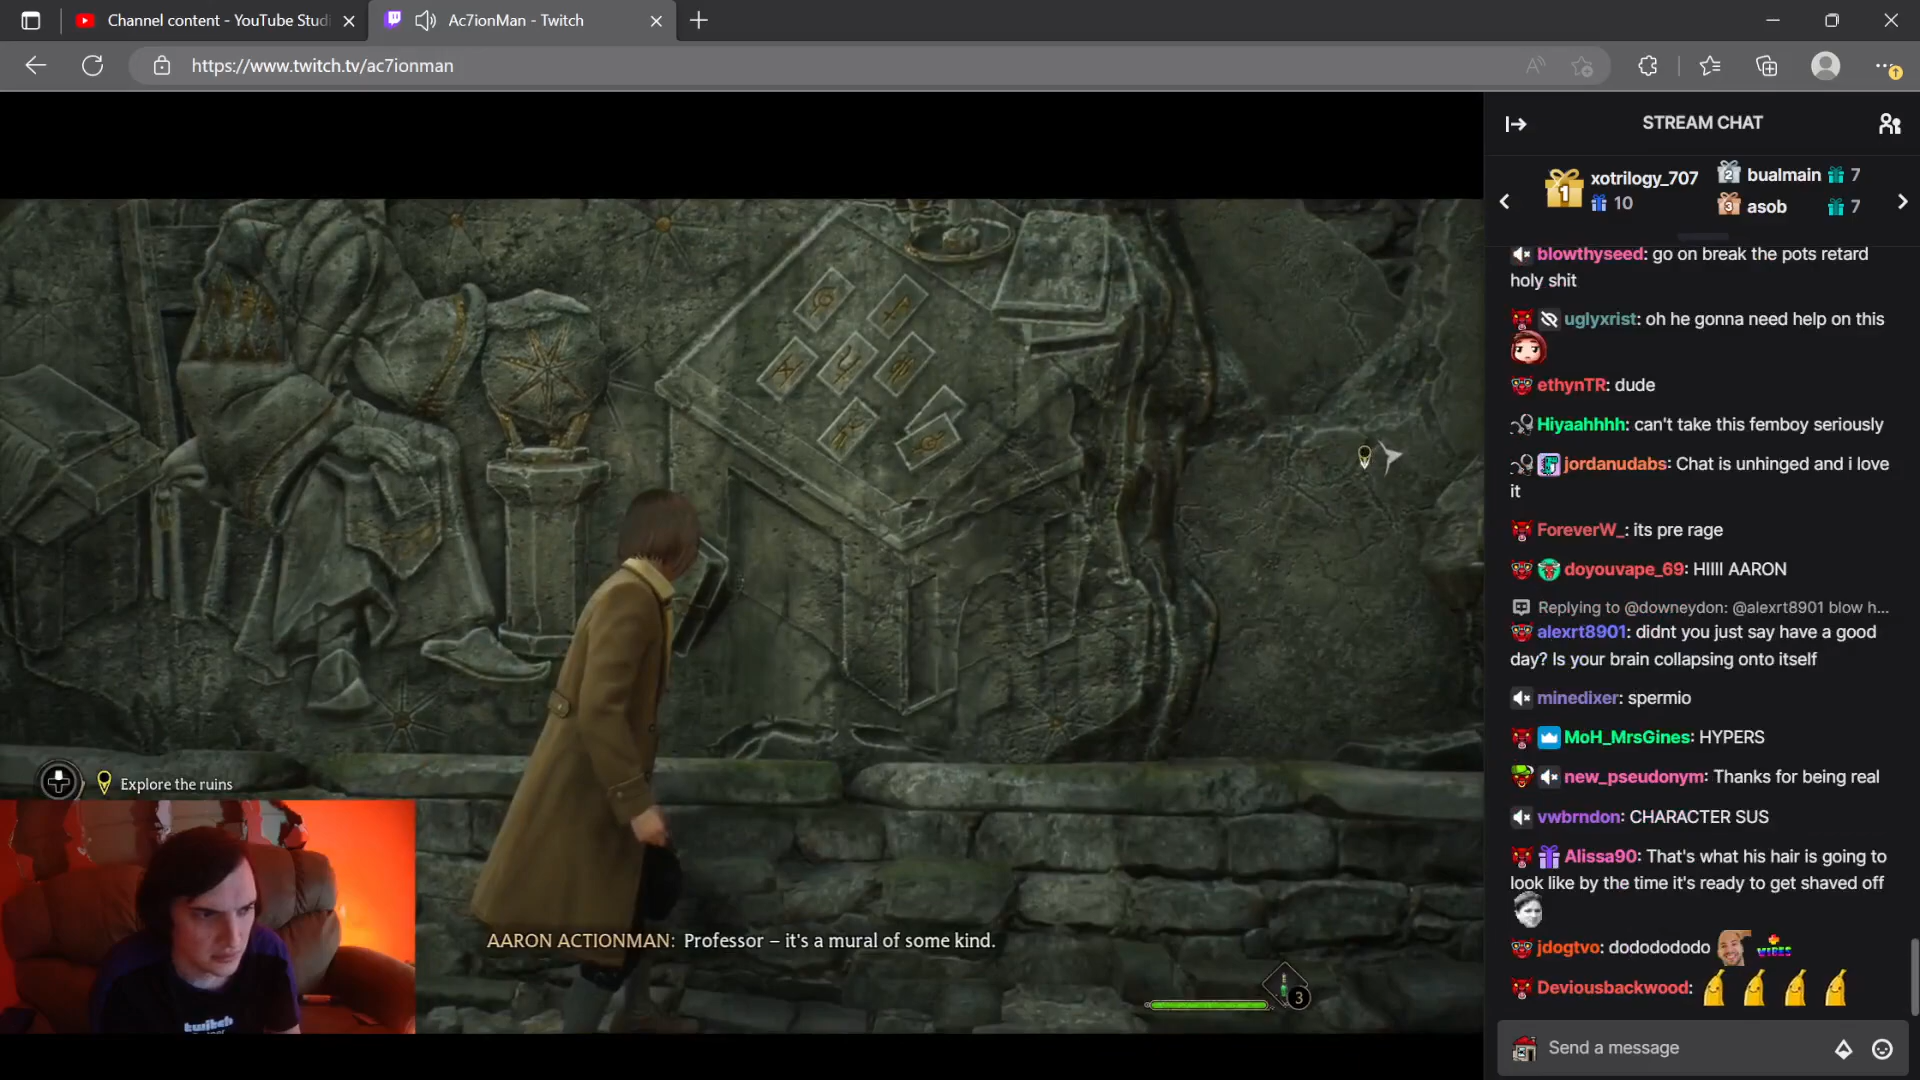 Channel content - YouTube Studi
Ac7ionMan - Twitch
https://www.twitch.tv/ac7ionman
STREAM CHAT
1 xotrilogy_707 10
2 bualmain 7
3 asob 7
blowthyseed: go on break the pots retard
holy shit
uglyxrist: oh he gonna need help on this
ethynTR: dude
Hiyaahhhh: can't take this femboy seriously
jordanudabs: Chat is unhinged and i love
it
ForeverW_: its pre rage
doyouvape_69: HIIII AARON
Replying to @downeydon: @alexrt8901 blow h...
alexrt8901: didnt you just say have a good
day? Is your brain collapsing onto itself
minedixer: spermio
MoH_MrsGines: HYPERS
new_pseudonym: Thanks for being real
vwbrndon: CHARACTER SUS
Alissa90: That's what his hair is going to
look like by the time it's ready to get shaved off
jdogtvo: dodododododo VIBES
Deviousbackwood:
Send a message
Explore the ruins
AARON ACTIONMAN: Professor – it's a mural of some kind.
3
twitch